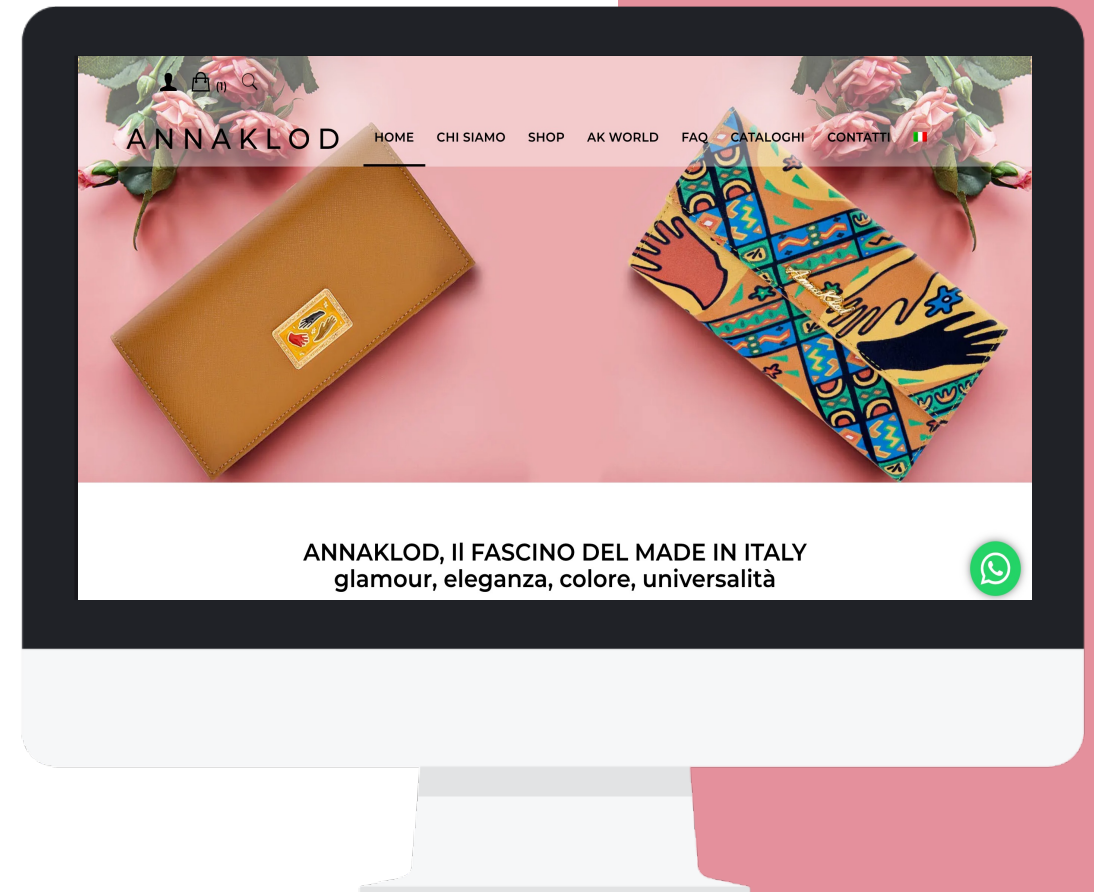 (1)
ANNAKLOD
HOME CHI SIAMO SHOP AK WORLD FAQ CATALOGHI CONTATTI
AnnaKlod
ANNAKLOD, Il FASCINO DEL MADE IN ITALY
glamour, eleganza, colore, universalità